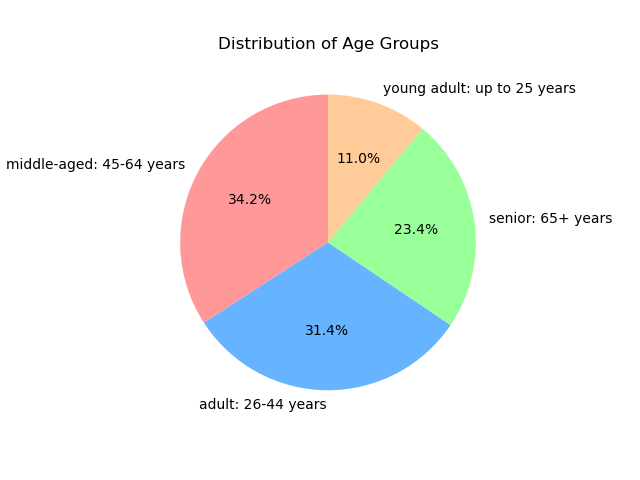 Distribution of Age Groups
young adult: up to 25 years
11.0%
middle-aged: 45-64 years
34.2%
senior: 65+ years
23.4%
31.4%
adult: 26-44 years